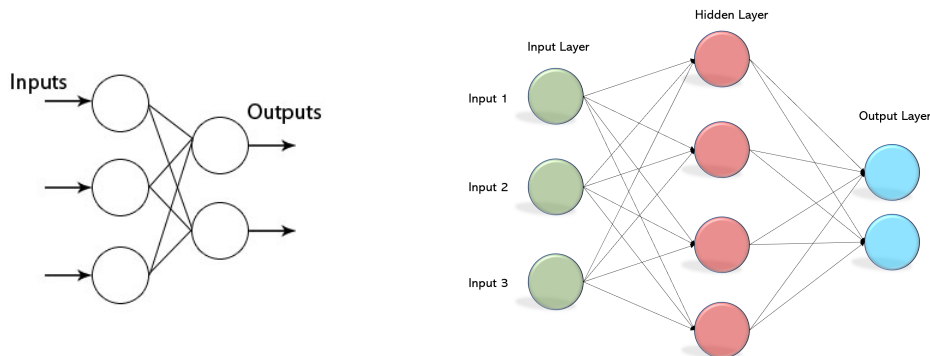 Inputs
Outputs
Hidden Layer
Input Layer
Input 1
Output Layer
Input 2
Input 3